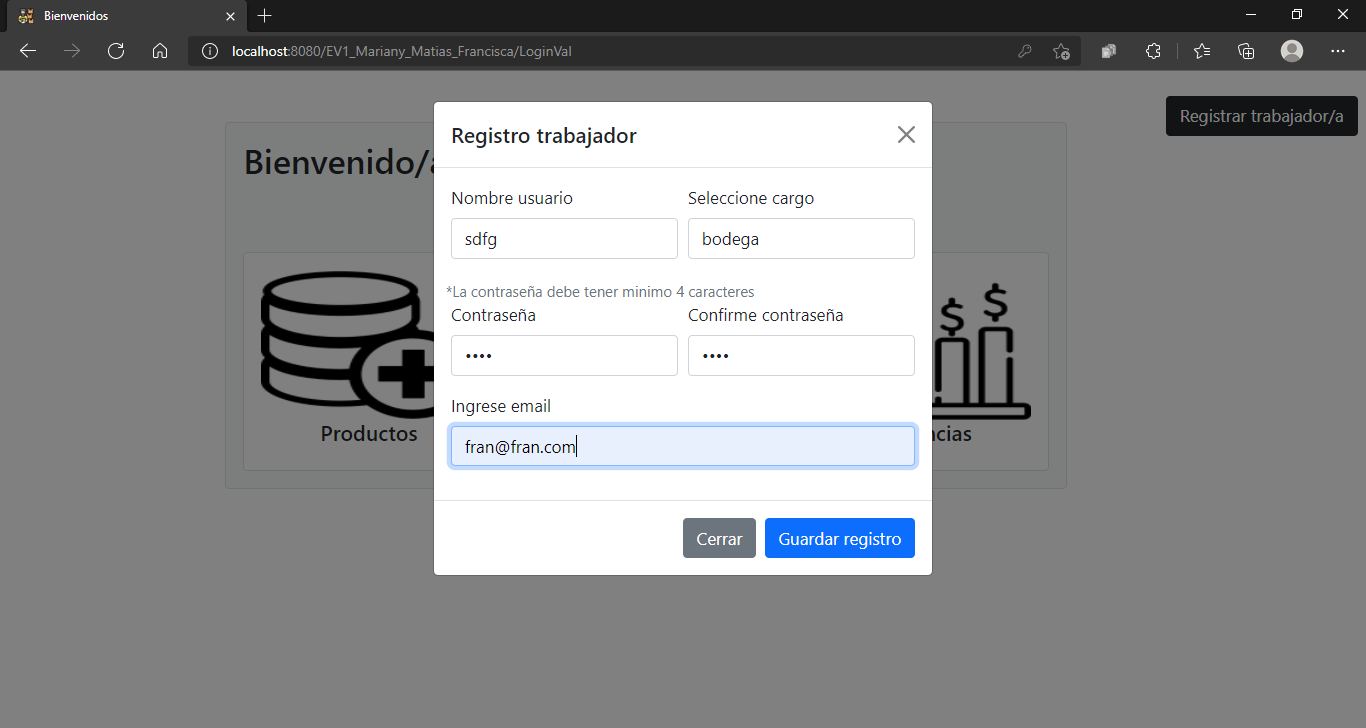 Bienvenidos
localhost:8080/EV1_Mariany_Matias_Francisca/LoginVal
Registrar trabajador/a
Registro trabajador
Bienvenido/a
Nombre usuario Seleccione cargo
sdfg bodega
*La contraseña debe tener minimo 4 caracteres
Contraseña Confirme contraseña
•••• ••••
Ingrese email
fran@fran.com
Productos ncias
Cerrar Guardar registro